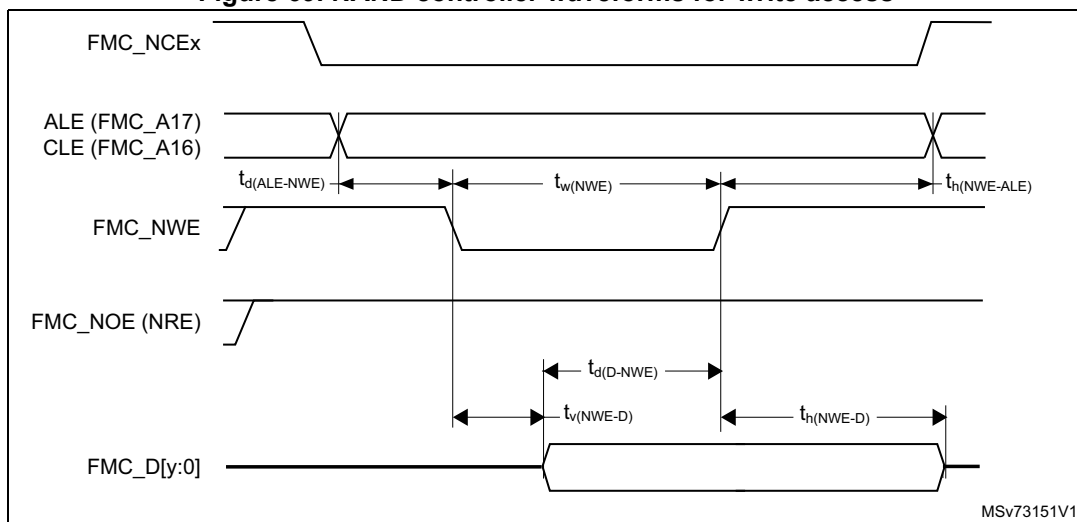 FMC_NCEx
ALE (FMC_A17)
CLE (FMC_A16)
td(ALE-NWE)
tw(NWE)
th(NWE-ALE)
FMC_NWE
FMC_NOE (NRE)
td(D-NWE)
tv(NWE-D)
th(NWE-D)
FMC_D[y:0]
MSv73151V1